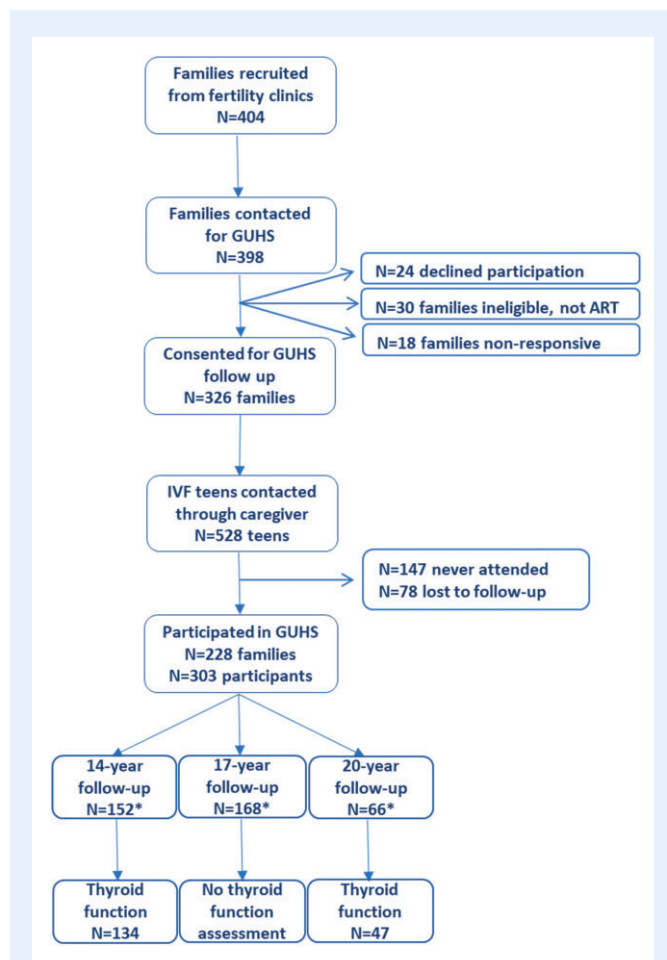 Families recruited
from fertility clinics
N=404
Families contacted
for GUHS
N=398
N=24 declined participation
N=30 families ineligible, not ART
N=18 families non-responsive
Consented for GUHS
follow up
N=326 families
IVF teens contacted
through caregiver
N=528 teens
N=147 never attended
N=78 lost to follow-up
Participated in GUHS
N=228 families
N=303 participants
14-year
follow-up
N=152*
17-year
follow-up
N=168*
20-year
follow-up
N=66*
Thyroid
function
N=134
No thyroid
function
assessment
Thyroid
function
N=47